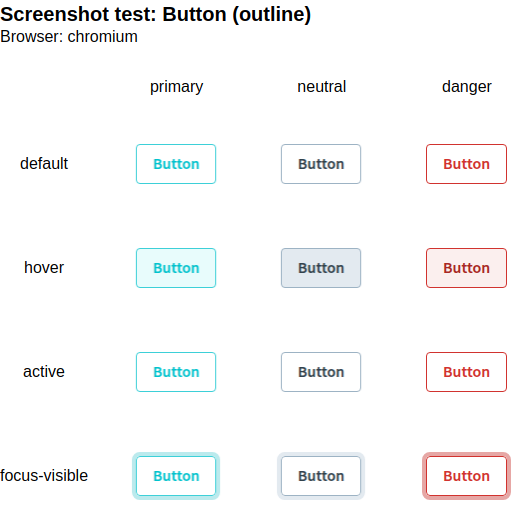 Screenshot test: Button (outline)
Browser: chromium
primary neutral danger
default Button Button Button
hover Button Button Button
active Button Button Button
focus-visible Button Button Button